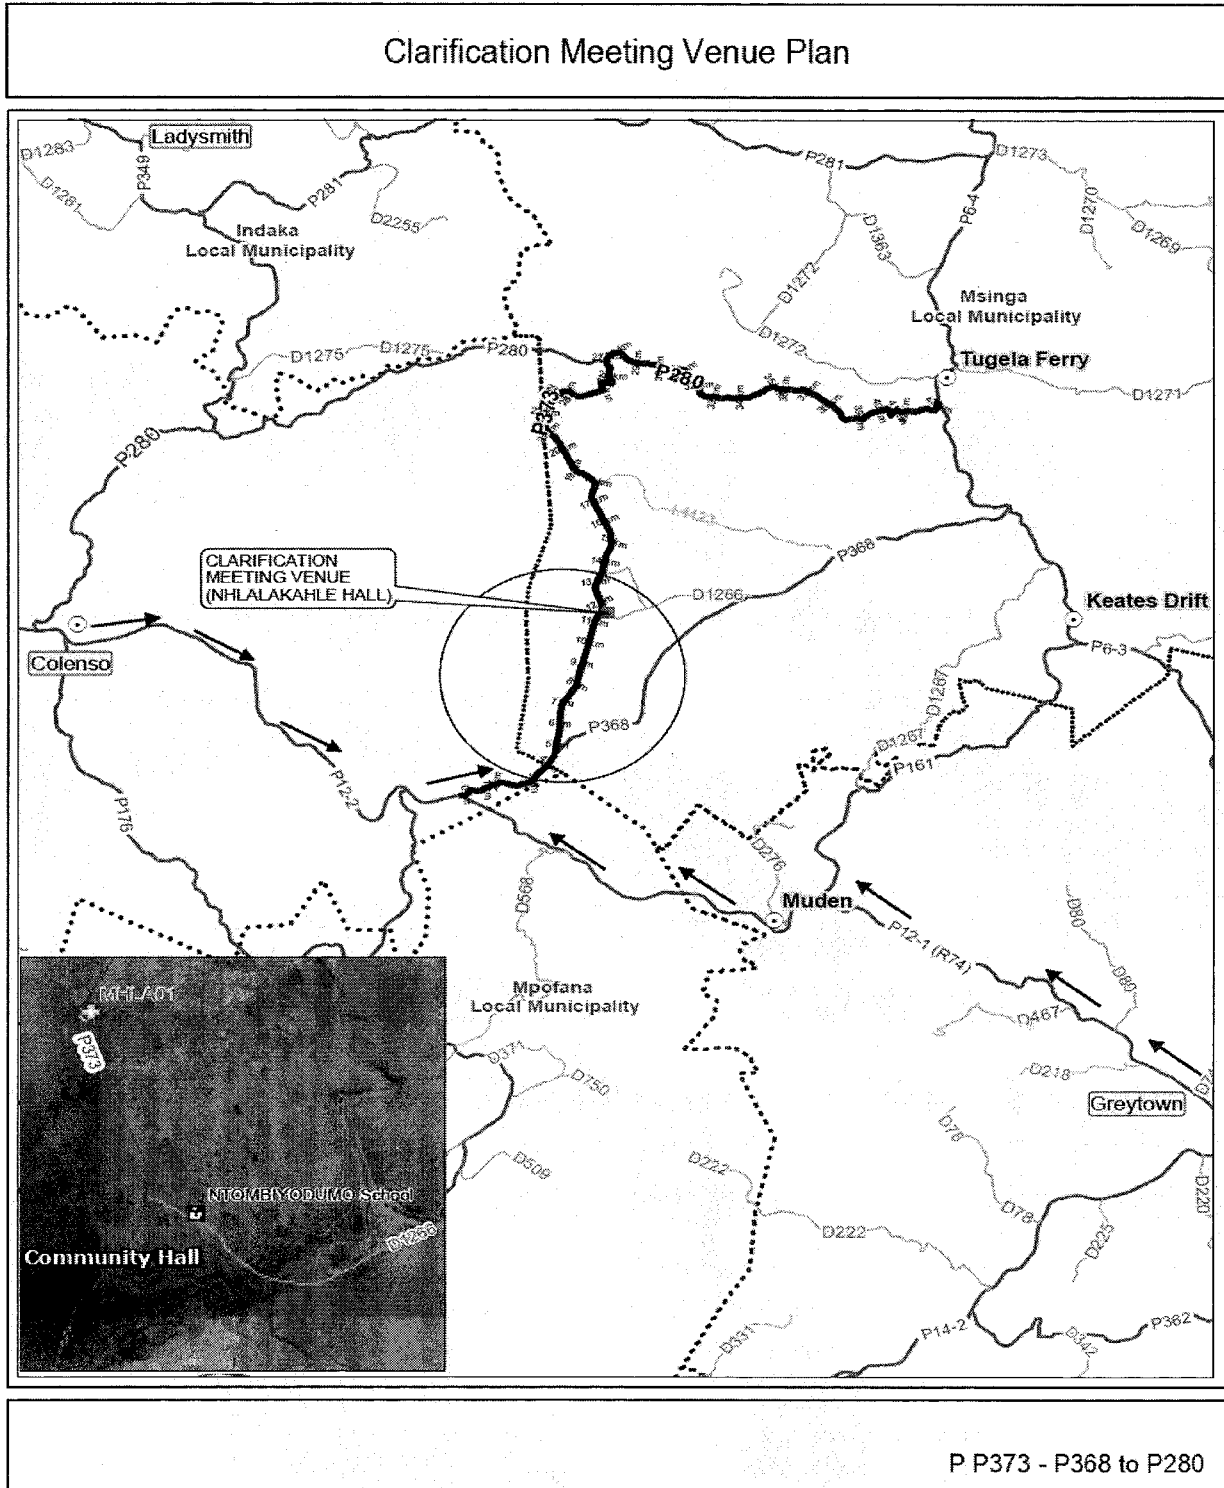 Clarification Meeting Venue Plan
Ladysmith
D1283
P349
D1281
P281
D2255
Indaka
Local Municipality
P281
D1273
P6-4
D1270
D1269
D1363
D1272
Msinga
Local Municipality
D1272
Tugela Ferry
D1271
D1275
D1275
P280
P280
P373
P280
L4423
P368
CLARIFICATION
MEETING VENUE
(NHLALAKAHLE HALL)
D1266
Keates Drift
P6-3
Colenso
D1267
D1267
P161
P368
P12-2
P176
D276
D568
Muden
P12-1 (R74)
D80
D80
D467
D218
Greytown
Mpofana
Local Municipality
D371
D750
D509
D222
D222
D78
D78
D220
D225
D331
P14-2
D342
P362
MHLA01
P373
NTOMBIYODUMO School
D1266
Community Hall
P P373 - P368 to P280